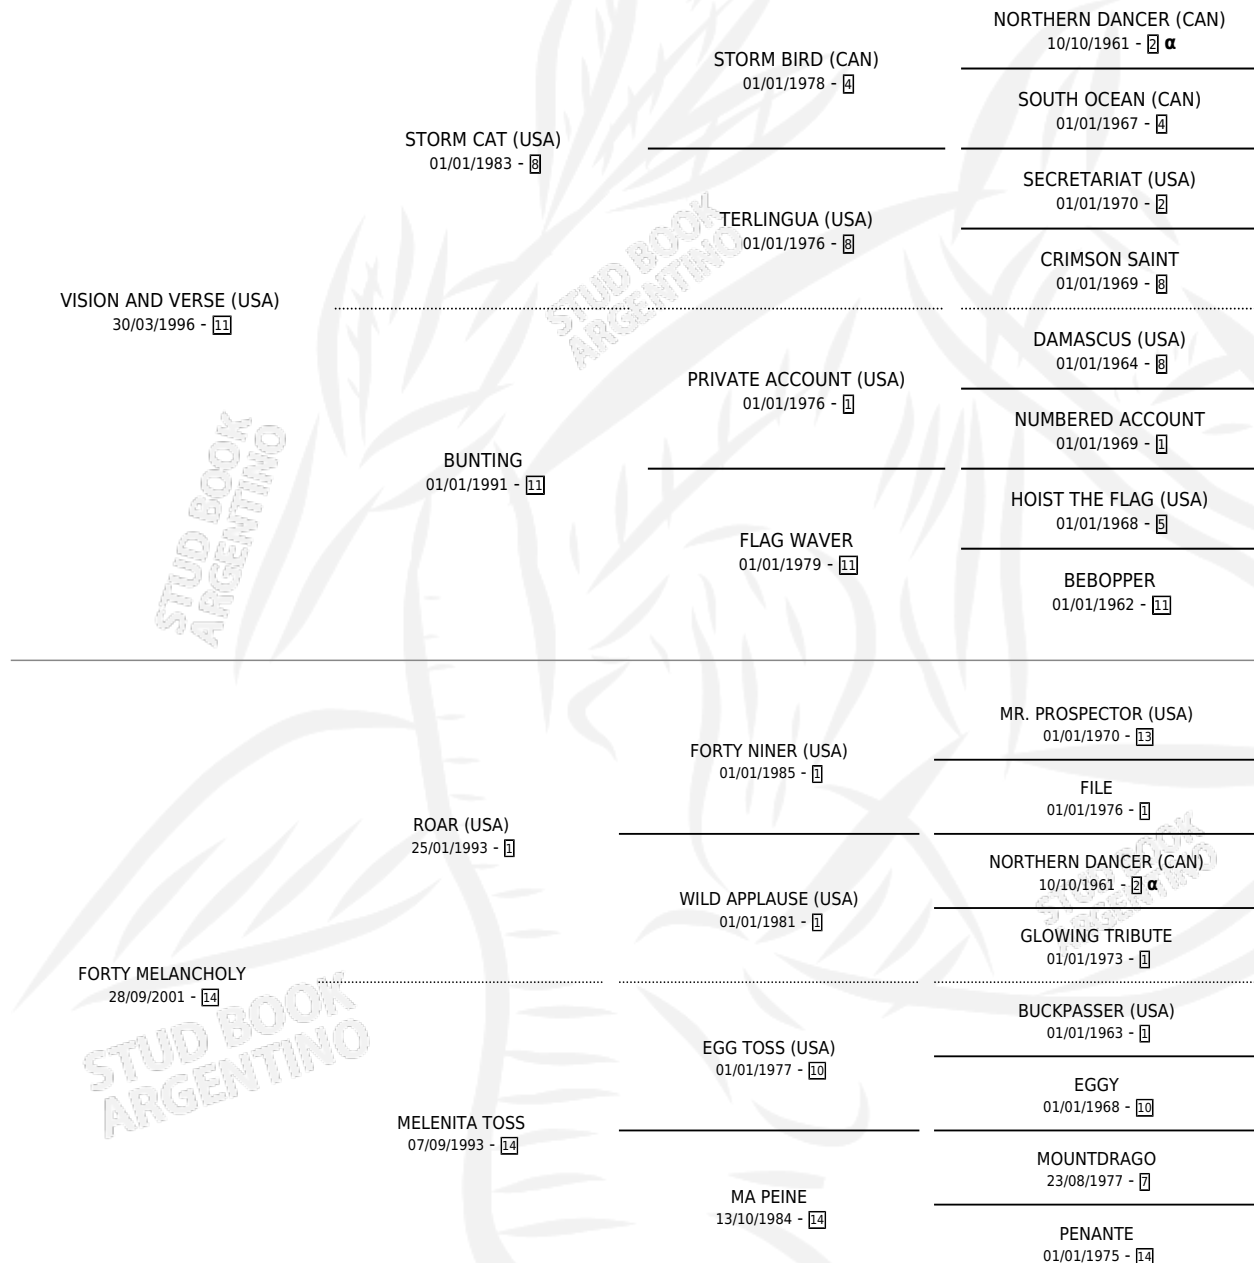 NORTHERN DANCER (CAN)
10/10/1961 - 2 α
STORM BIRD (CAN)
01/01/1978 - 4
SOUTH OCEAN (CAN)
01/01/1967 - 4
STORM CAT (USA)
01/01/1983 - 8
SECRETARIAT (USA)
01/01/1970 - 2
TERLINGUA (USA)
01/01/1976 - 8
CRIMSON SAINT
01/01/1969 - 8
VISION AND VERSE (USA)
30/03/1996 - 11
DAMASCUS (USA)
01/01/1964 - 8
PRIVATE ACCOUNT (USA)
01/01/1976 - 1
NUMBERED ACCOUNT
01/01/1969 - 1
BUNTING
01/01/1991 - 11
HOIST THE FLAG (USA)
01/01/1968 - 5
FLAG WAVER
01/01/1979 - 11
BEBOPPER
01/01/1962 - 11
MR. PROSPECTOR (USA)
01/01/1970 - 13
FORTY NINER (USA)
01/01/1985 - 1
FILE
01/01/1976 - 1
ROAR (USA)
25/01/1993 - 1
NORTHERN DANCER (CAN)
10/10/1961 - 2 α
WILD APPLAUSE (USA)
01/01/1981 - 1
GLOWING TRIBUTE
01/01/1973 - 1
FORTY MELANCHOLY
28/09/2001 - 14
BUCKPASSER (USA)
01/01/1963 - 1
EGG TOSS (USA)
01/01/1977 - 10
EGGY
01/01/1968 - 10
MELENITA TOSS
07/09/1993 - 14
MOUNTDRAGO
23/08/1977 - 7
MA PEINE
13/10/1984 - 14
PENANTE
01/01/1975 - 14
STUD BOOK
ARGENTINO
STUD BOOK
ARGENTINO
STUD BOOK
ARGENTINO
STUD BOOK
ARGENTINO